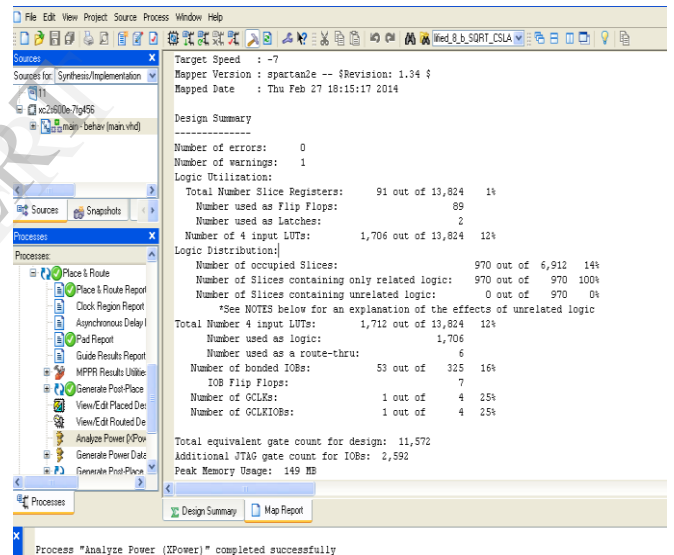 File Edit View Project Source Process Window Help
lified_8_b_SQRT_CSLA
Sources
Sources for: Synthesis/Implementation
11
xc2s600e-7fg456
main - behav (main.vhd)
Sources Snapshots
Processes
Processes:
Place & Route
Place & Route Report
Clock Region Report
Asynchronous Delay
Pad Report
Guide Results Report
MPPR Results Utilitie
Generate Post-Place
View/Edit Placed De
View/Edit Routed De
Analyze Power (XPow
Generate Power Data
Generate Post-Place
Processes
Target Speed : -7
Mapper Version : spartan2e -- $Revision: 1.34 $
Mapped Date : Thu Feb 27 18:15:17 2014
Design Summary
--------------
Number of errors: 0
Number of warnings: 1
Logic Utilization:
Total Number Slice Registers: 91 out of 13,824 1%
Number used as Flip Flops: 89
Number used as Latches: 2
Number of 4 input LUTs: 1,706 out of 13,824 12%
Logic Distribution:
Number of occupied Slices: 970 out of 6,912 14%
Number of Slices containing only related logic: 970 out of 970 100%
Number of Slices containing unrelated logic: 0 out of 970 0%
*See NOTES below for an explanation of the effects of unrelated logic
Total Number 4 input LUTs: 1,712 out of 13,824 12%
Number used as logic: 1,706
Number used as a route-thru: 6
Number of bonded IOBs: 53 out of 325 16%
IOB Flip Flops: 7
Number of GCLKs: 1 out of 4 25%
Number of GCLKIOBs: 1 out of 4 25%
Total equivalent gate count for design: 11,572
Additional JTAG gate count for IOBs: 2,592
Peak Memory Usage: 149 MB
Design Summary Map Report
Process "Analyze Power (XPower)" completed successfully